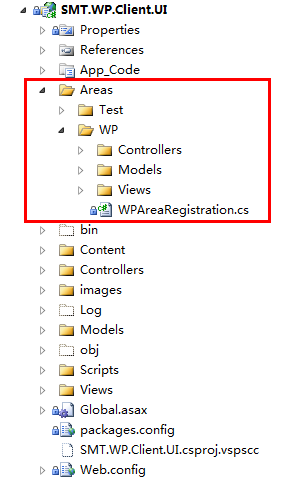 SMT.WP.Client.UI
Properties
References
App_Code
Areas
Test
WP
Controllers
Models
Views
WPAreaRegistration.cs
bin
Content
Controllers
images
Log
Models
obj
Scripts
Views
Global.asax
packages.config
SMT.WP.Client.UI.csproj.vspscc
Web.config